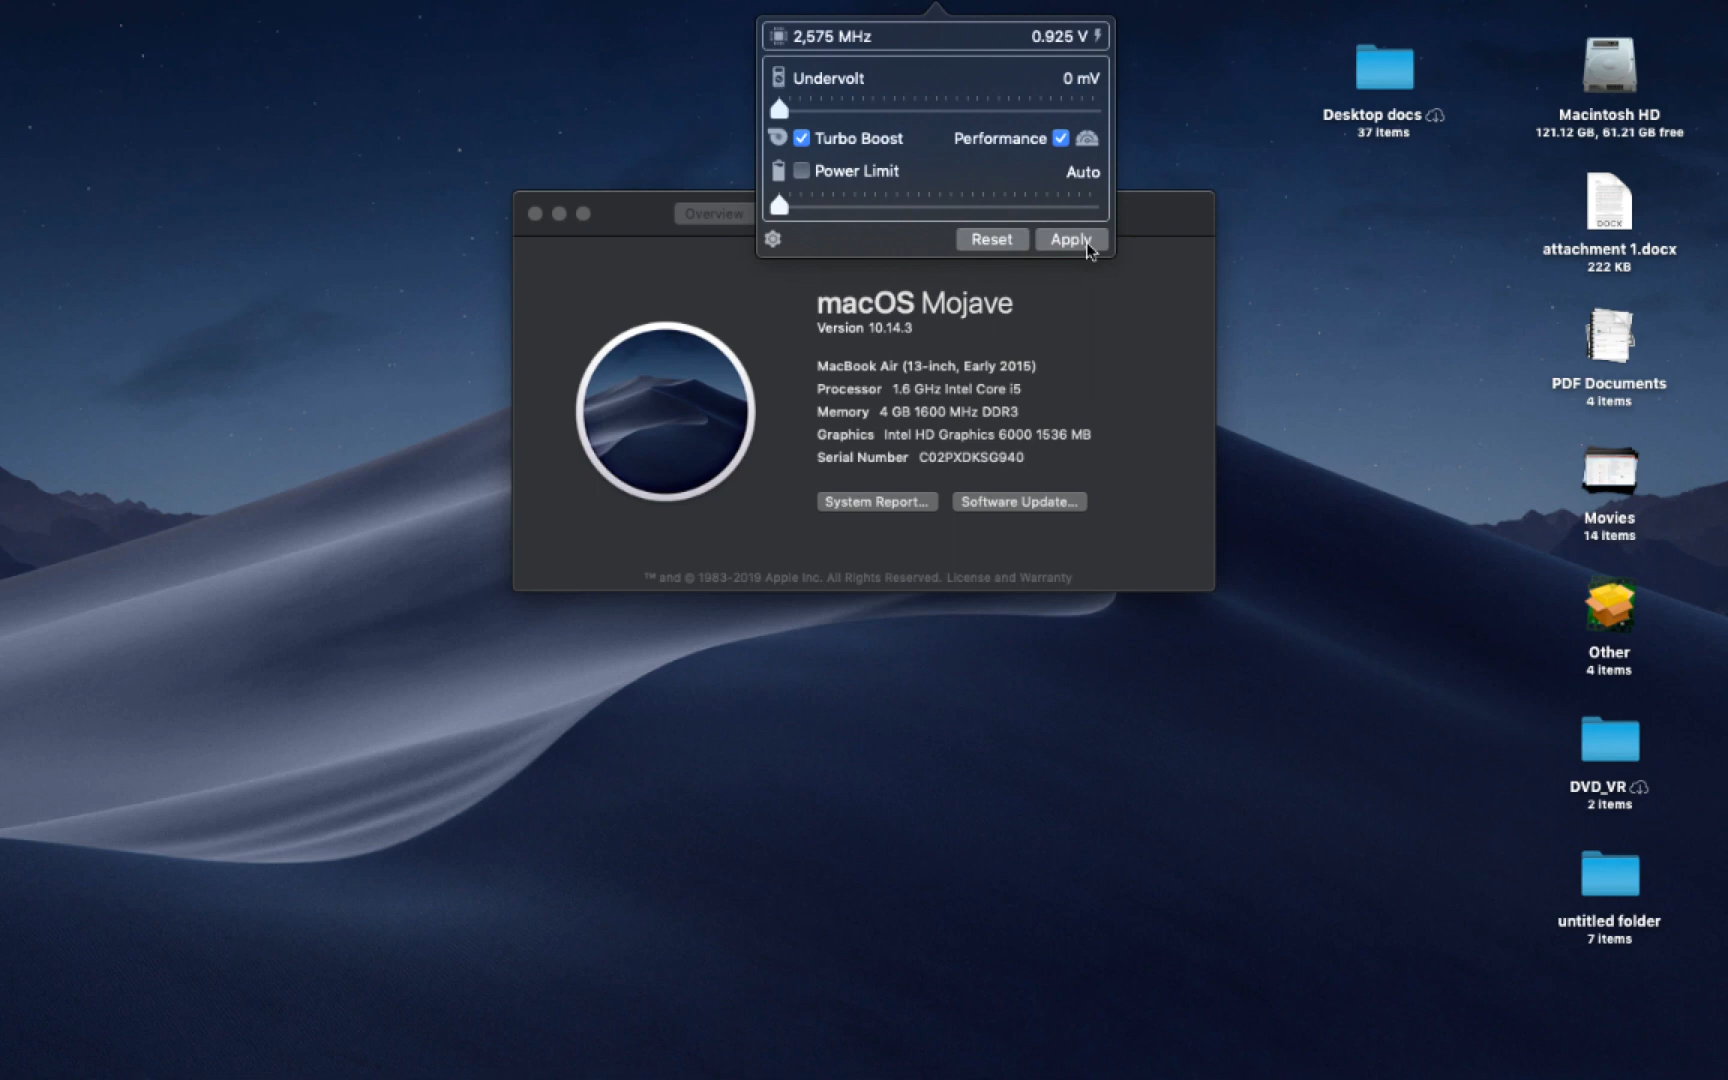 2,575 MHz 0.925 V
Undervolt 0 mV
Turbo Boost Performance
Power Limit Auto
Reset Apply
Overview
macOS Mojave
Version 10.14.3
MacBook Air (13-inch, Early 2015)
Processor 1.6 GHz Intel Core i5
Memory 4 GB 1600 MHz DDR3
Graphics Intel HD Graphics 6000 1536 MB
Serial Number C02PXDKSG940
System Report... Software Update...
™ and © 1983-2019 Apple Inc. All Rights Reserved. License and Warranty
Desktop docs
37 items
Macintosh HD
121.12 GB, 61.21 GB free
DOCX
attachment 1.docx
222 KB
PDF Documents
4 items
Movies
14 items
Other
4 items
DVD_VR
2 items
untitled folder
7 items